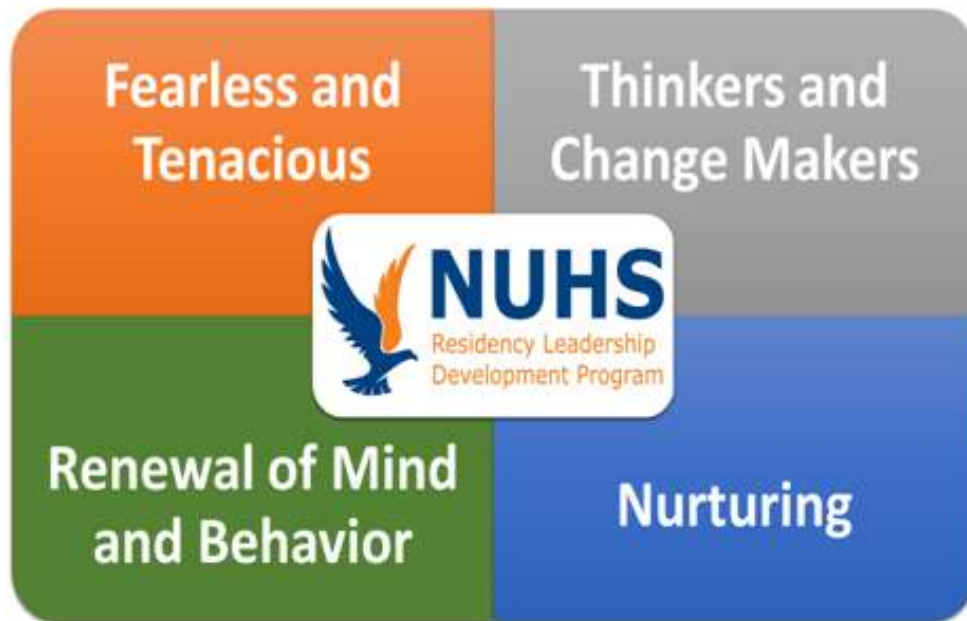 Fearless and
Tenacious
Thinkers and
Change Makers
NUHS
Residency Leadership
Development Program
Renewal of Mind
and Behavior
Nurturing